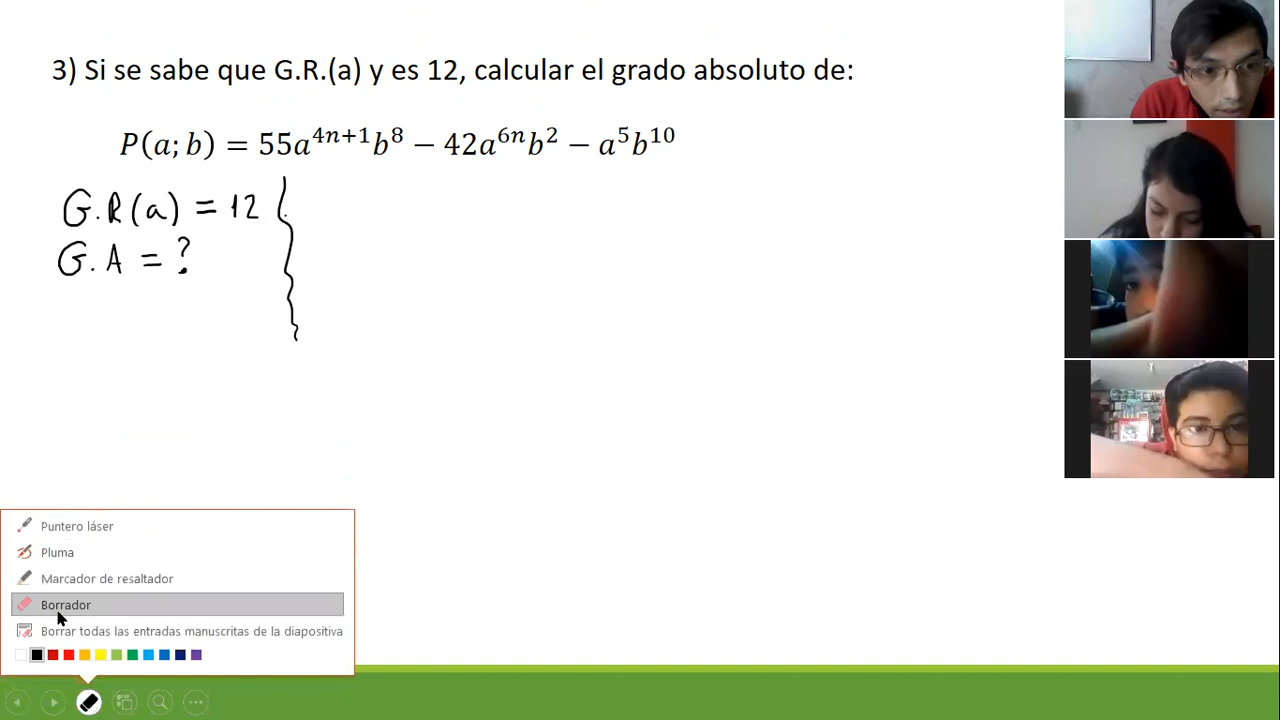 3) Si se sabe que G.R.(a) y es 12, calcular el grado absoluto de:
P(a; b) = 55a^{4n+1}b^8 − 42a^{6n}b^2 − a^5b^{10}
G.R(a) = 12
G.A = ?
Puntero láser
Pluma
Marcador de resaltador
Borrador
Borrar todas las entradas manuscritas de la diapositiva